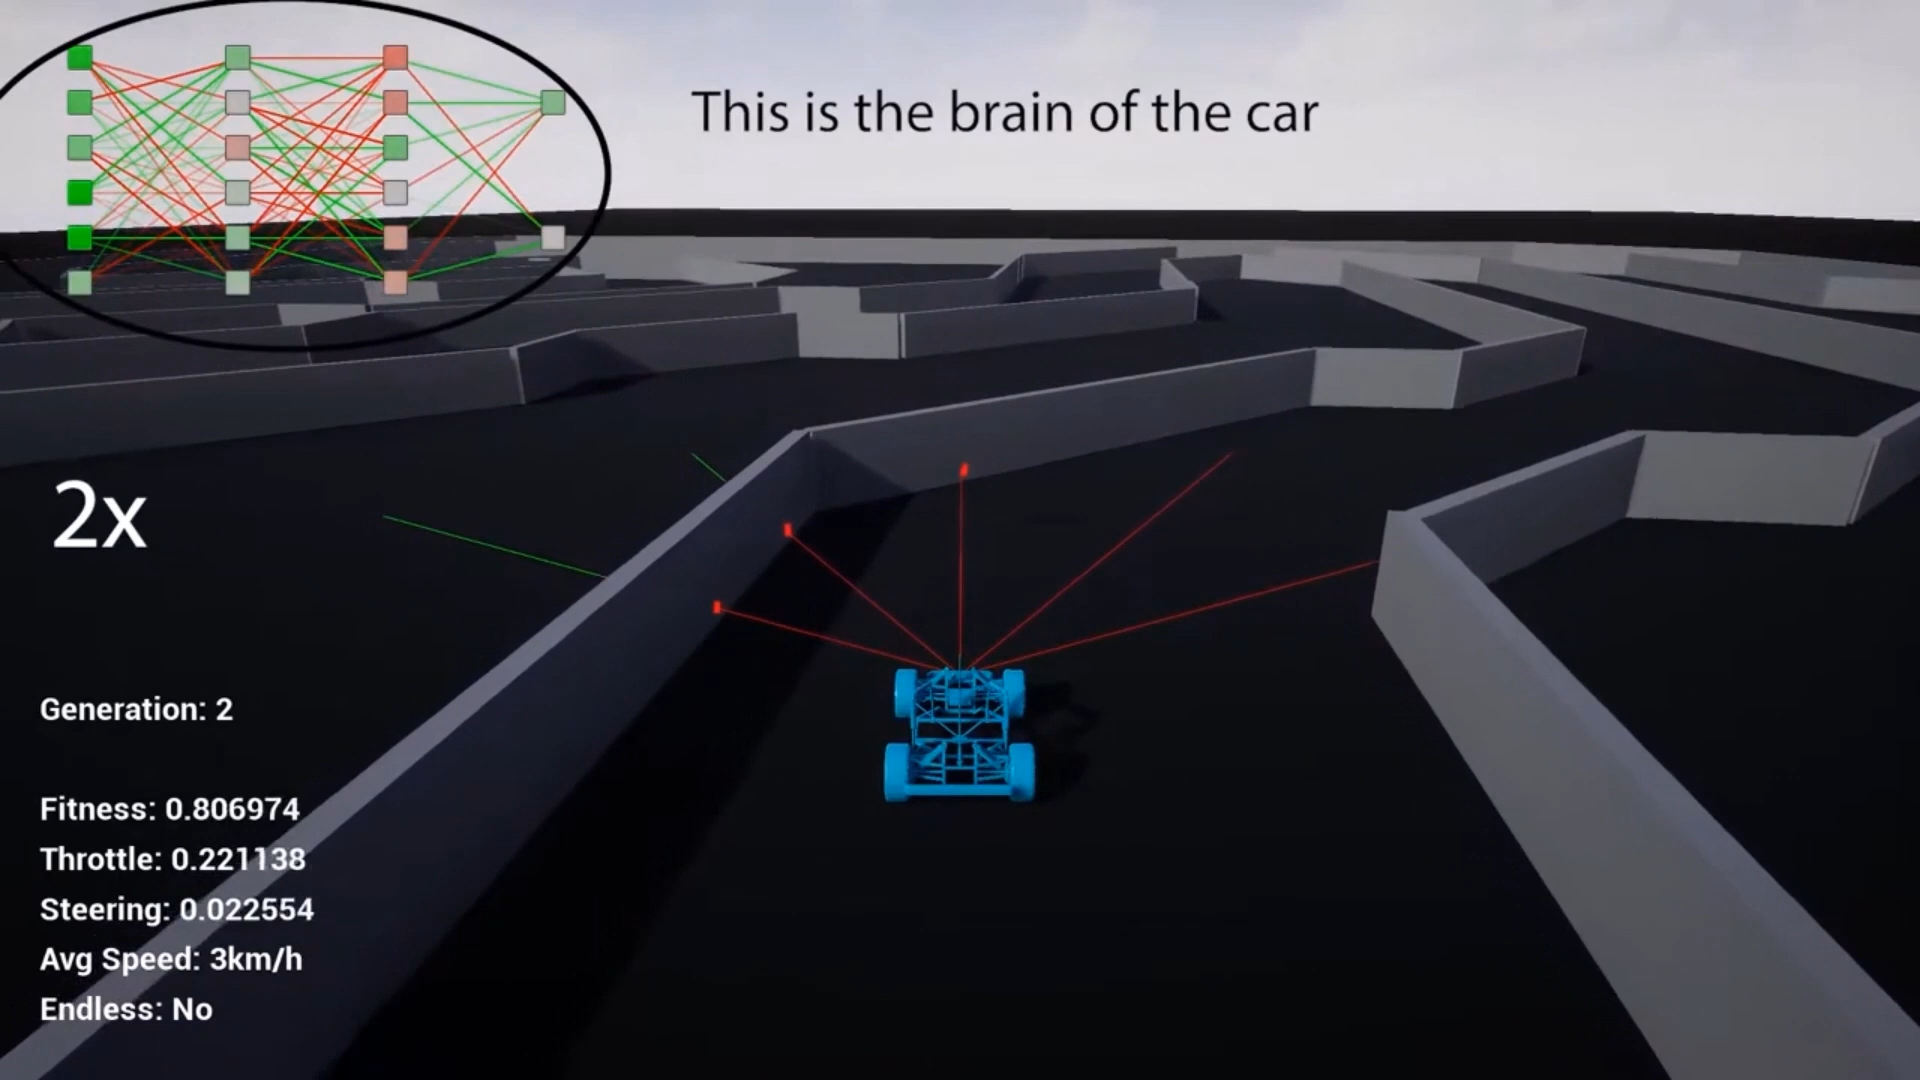 This is the brain of the car
2x
Generation: 2
Fitness: 0.806974
Throttle: 0.221138
Steering: 0.022554
Avg Speed: 3km/h
Endless: No